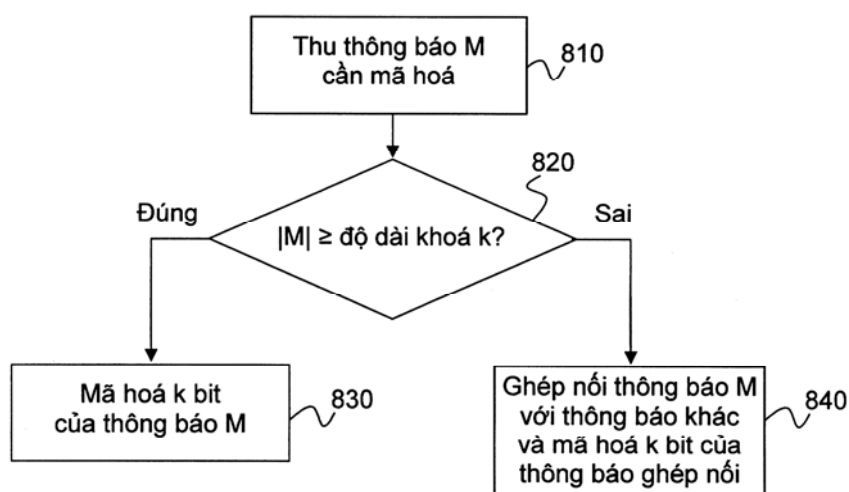 Thu thông báo M
cần mã hoá
810
820
Đúng
Sai
|M| ≥ độ dài khoá k?
Mã hoá k bit
của thông báo M
830
Ghép nối thông báo M
với thông báo khác
và mã hoá k bit của
thông báo ghép nối
840